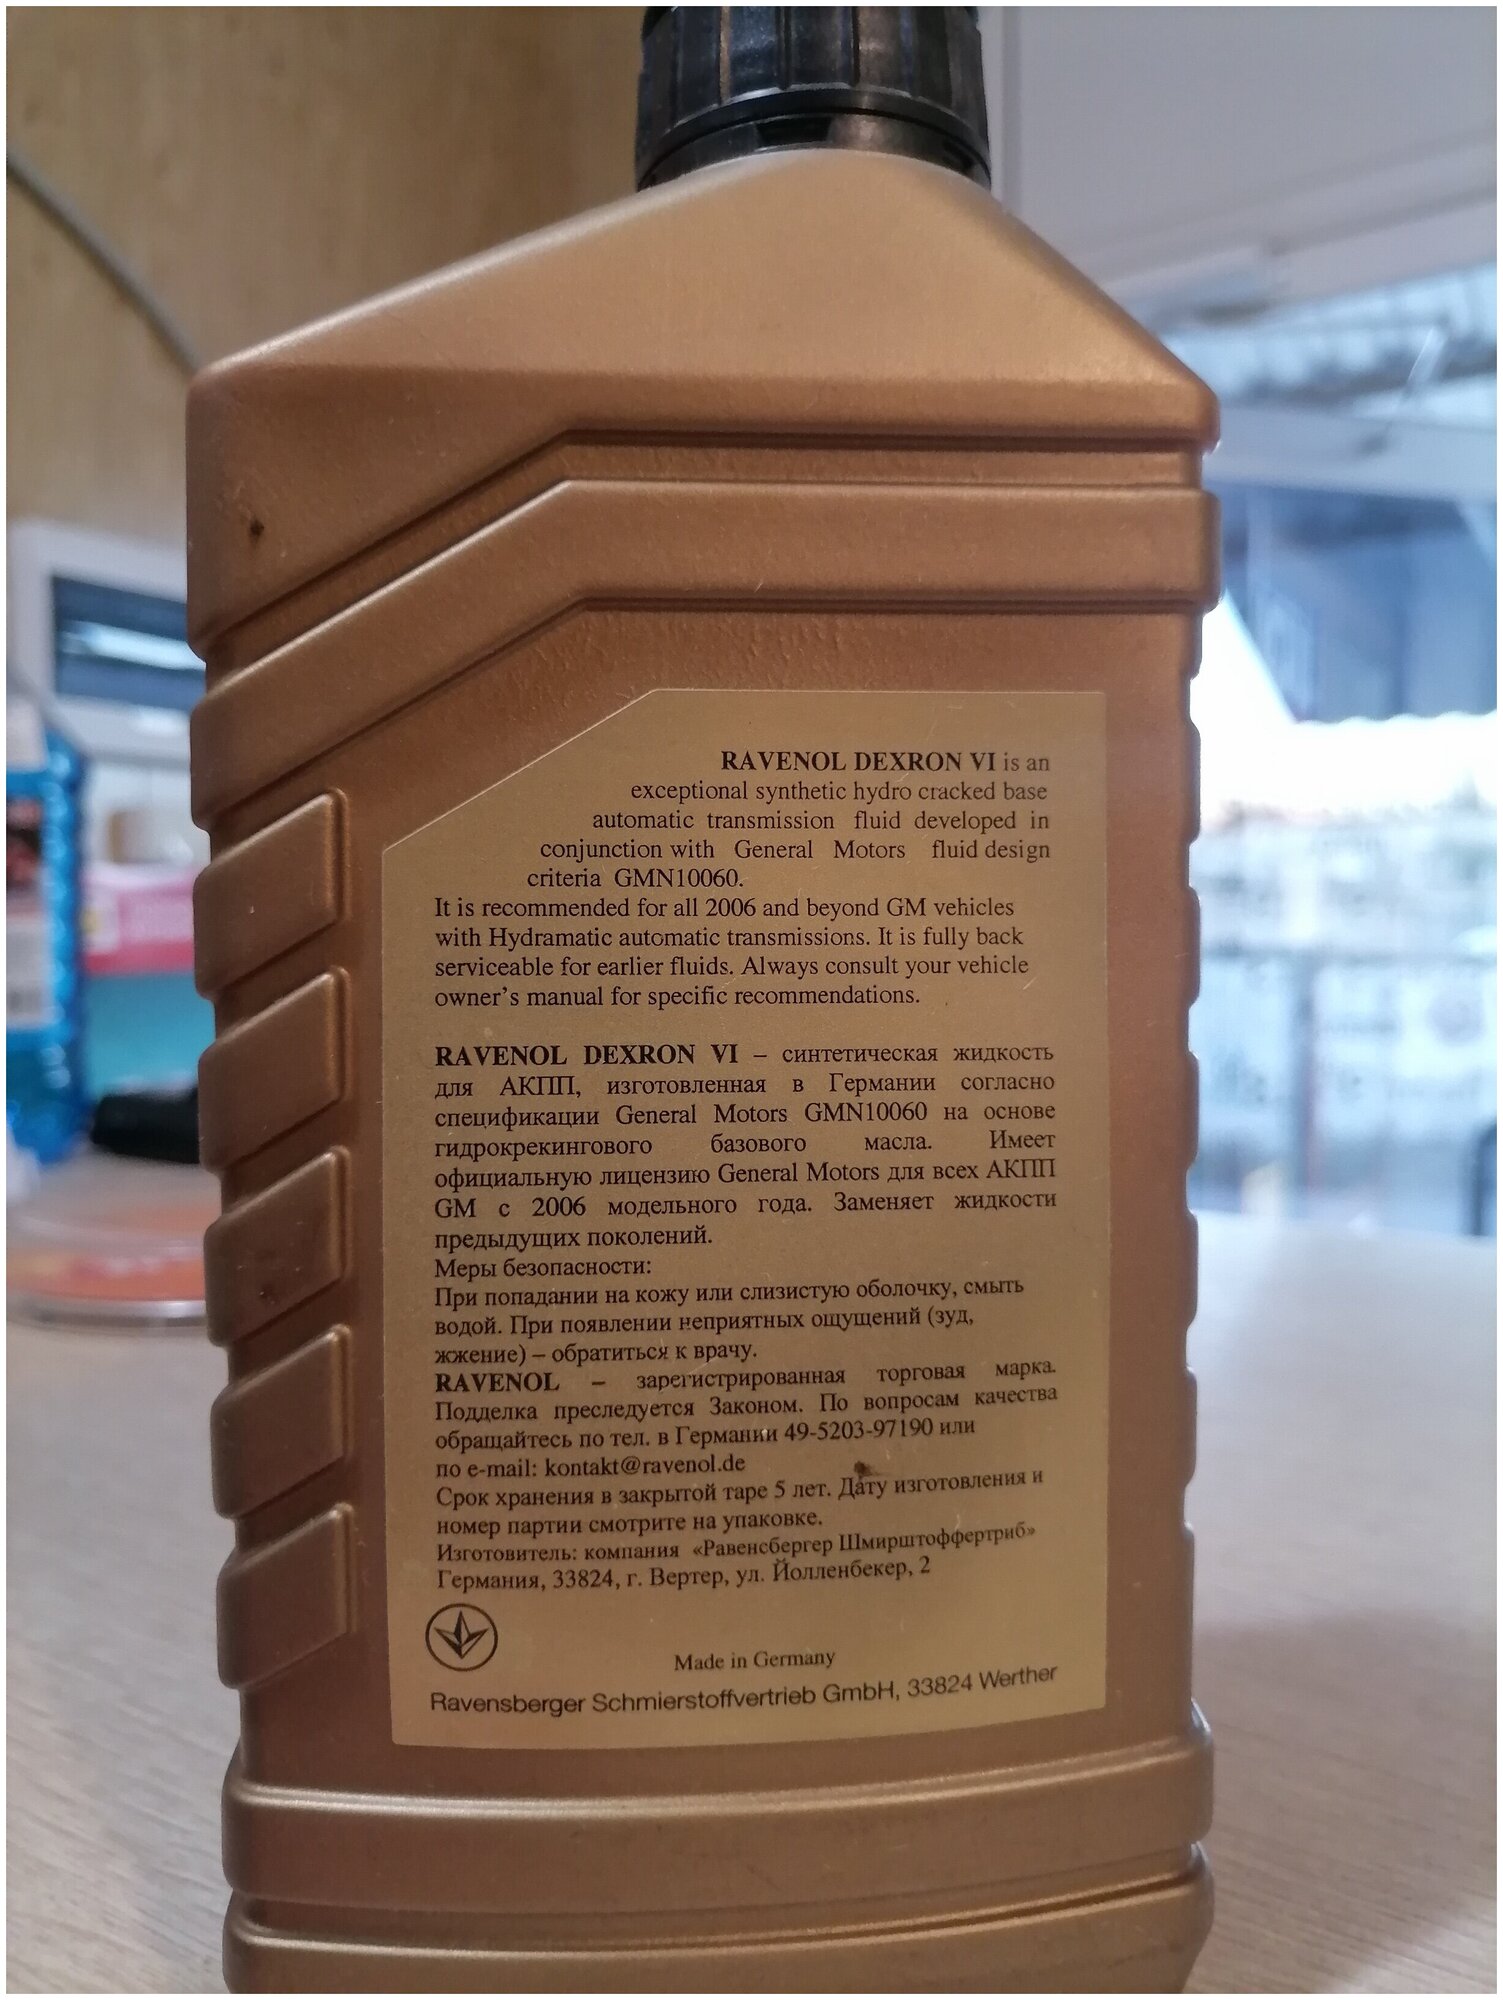 RAVENOL DEXRON VI is an
exceptional synthetic hydro cracked base
automatic transmission fluid developed in
conjunction with General Motors fluid design
criteria GMN10060.
It is recommended for all 2006 and beyond GM vehicles
with Hydramatic automatic transmissions. It is fully back
serviceable for earlier fluids. Always consult your vehicle
owner's manual for specific recommendations.
RAVENOL DEXRON VI – синтетическая жидкость
для АКПП, изготовленная в Германии согласно
спецификации General Motors GMN10060 на основе
гидрокрекингового базового масла. Имеет
официальную лицензию General Motors для всех АКПП
GM с 2006 модельного года. Заменяет жидкости
предыдущих поколений.
Меры безопасности:
При попадании на кожу или слизистую оболочку, смыть
водой. При появлении неприятных ощущений (зуд,
жжение) – обратиться к врачу.
RAVENOL – зарегистрированная торговая марка.
Подделка преследуется Законом. По вопросам качества
обращайтесь по тел. в Германии 49-5203-97190 или
по e-mail: kontakt@ravenol.de
Срок хранения в закрытой таре 5 лет. Дату изготовления и
номер партии смотрите на упаковке.
Изготовитель: компания «Равенсбергер Шмирштоффертриб»
Германия, 33824, г. Вертер, ул. Йолленбекер, 2
Made in Germany
Ravensberger Schmierstoffvertrieb GmbH, 33824 Werther